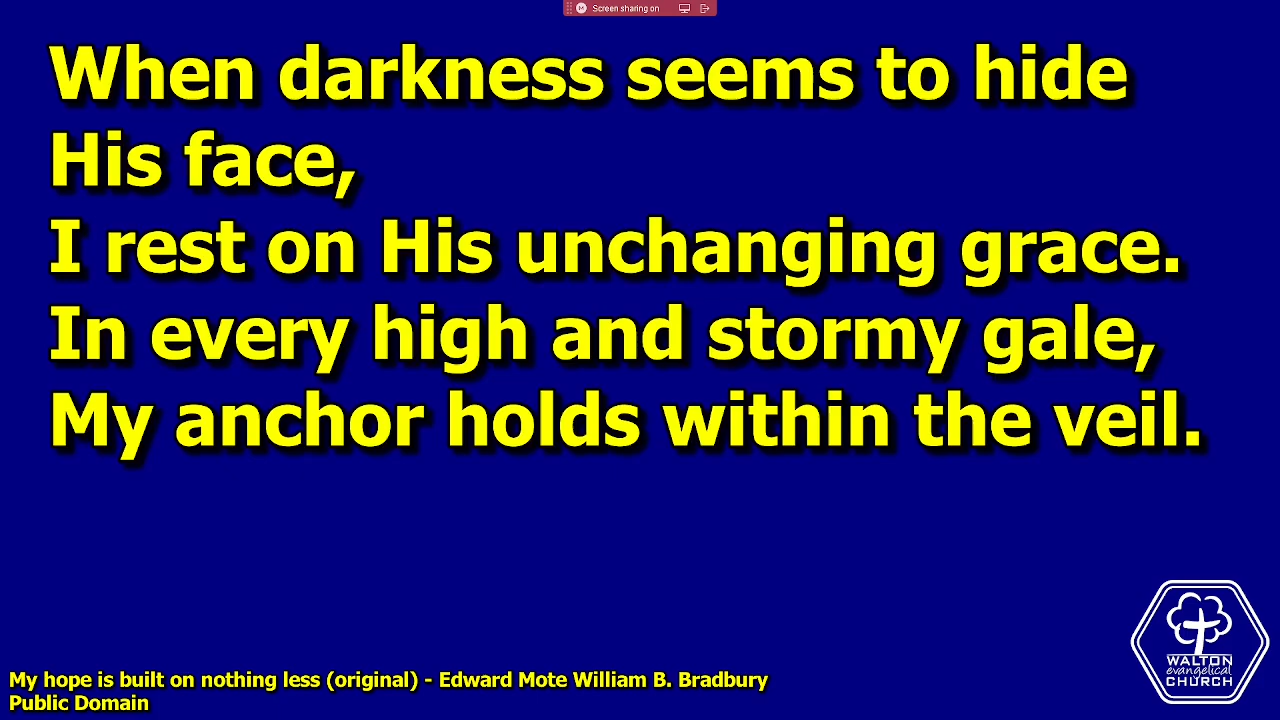 Screen sharing on
When darkness seems to hide
His face,
I rest on His unchanging grace.
In every high and stormy gale,
My anchor holds within the veil.
WALTON
evangelical
CHURCH
My hope is built on nothing less (original) - Edward Mote William B. Bradbury
Public Domain